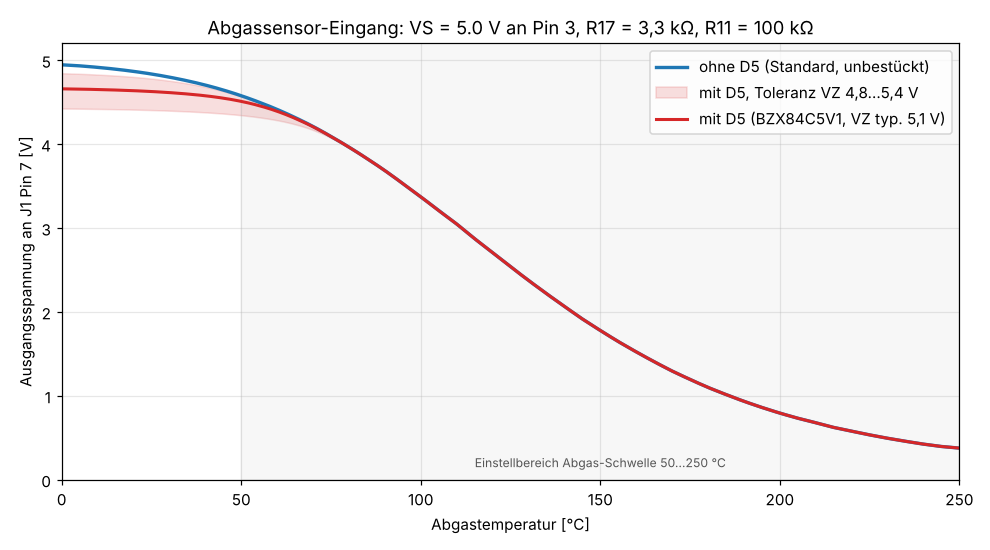 Abgassensor-Eingang: VS = 5.0 V an Pin 3, R17 = 3,3 kΩ, R11 = 100 kΩ
ohne D5 (Standard, unbestückt)
mit D5, Toleranz VZ 4,8...5,4 V
mit D5 (BZX84C5V1, VZ typ. 5,1 V)
Ausgangsspannung an J1 Pin 7 [V]
5
4
3
2
1
0
Einstellbereich Abgas-Schwelle 50...250 °C
0 50 100 150 200 250
Abgastemperatur [°C]